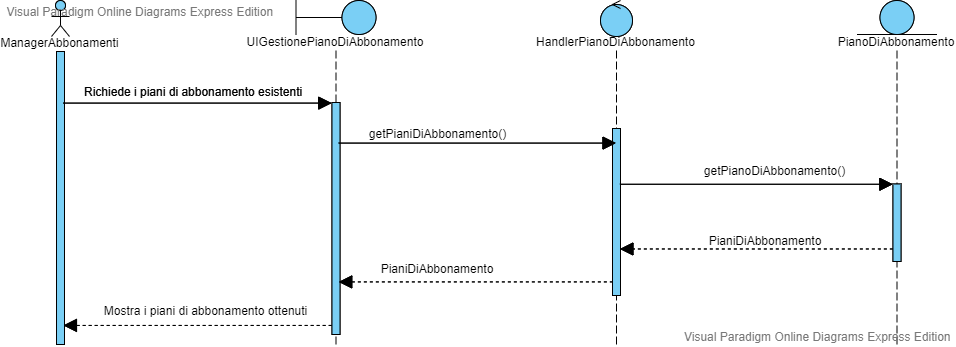 Visual Paradigm Online Diagrams Express Edition
ManagerAbbonamenti
UIGestionePianoDiAbbonamento
HandlerPianoDiAbbonamento
PianoDiAbbonamento
Richiede i piani di abbonamento esistenti
getPianiDiAbbonamento()
getPianoDiAbbonamento()
PianiDiAbbonamento
PianiDiAbbonamento
Mostra i piani di abbonamento ottenuti
Visual Paradigm Online Diagrams Express Edition